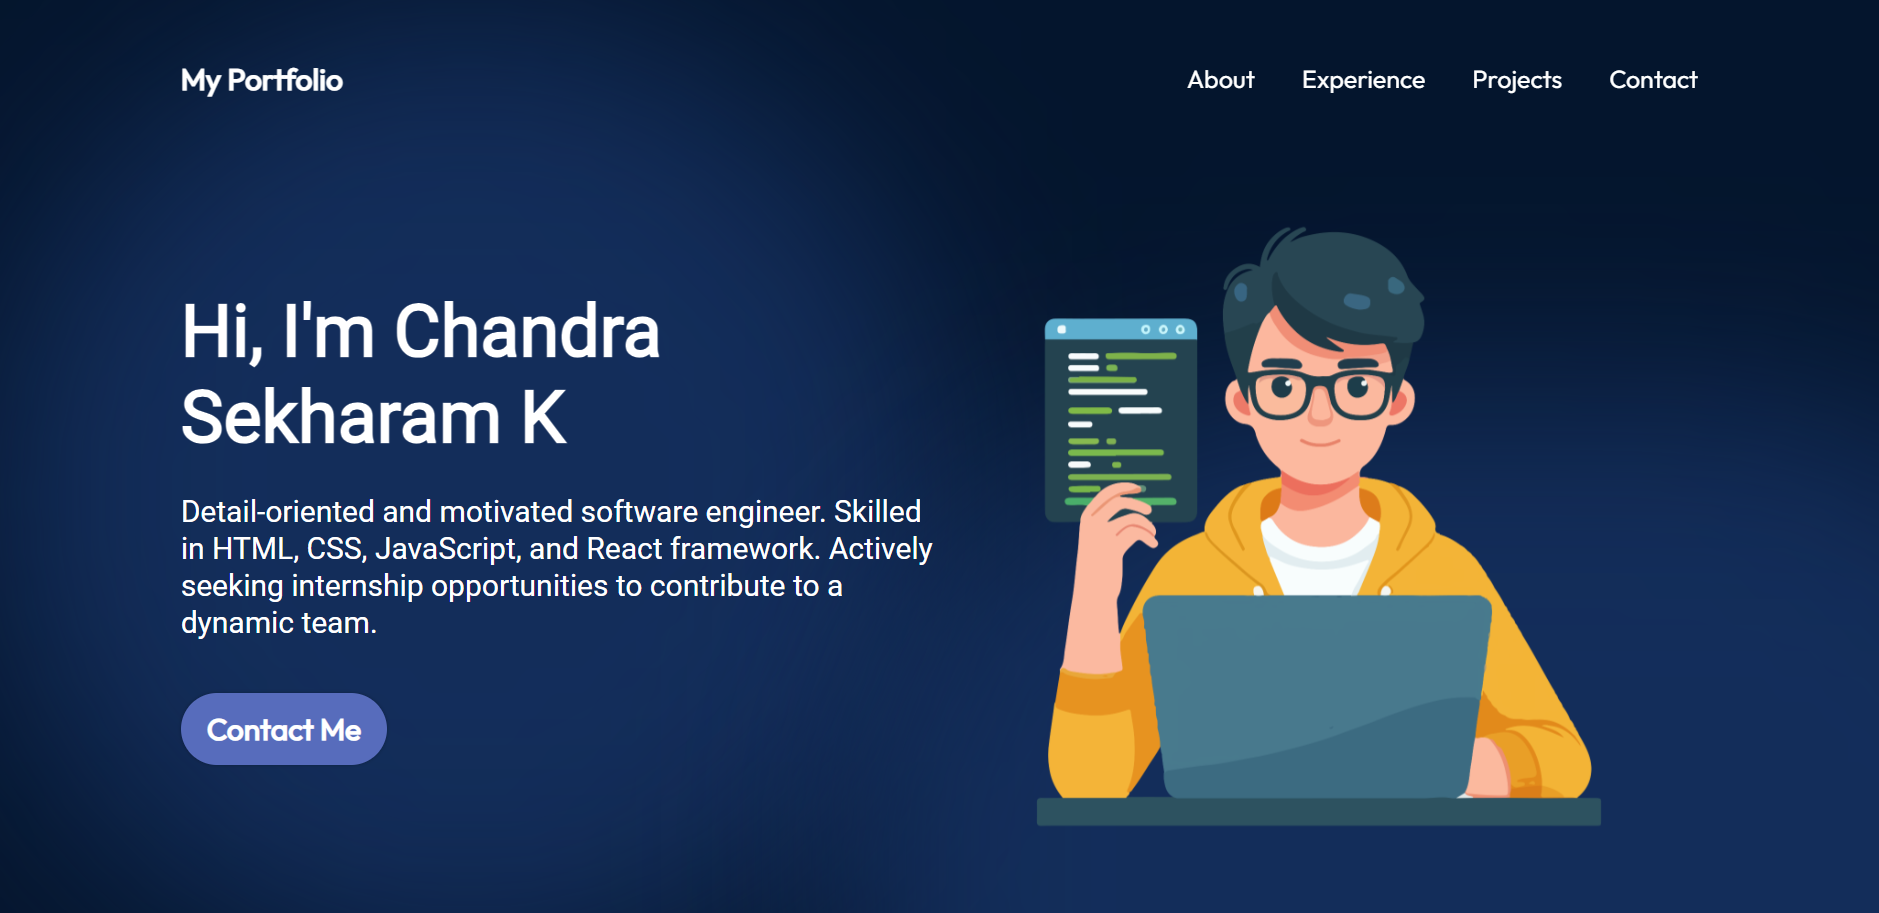 My Portfolio
About Experience Projects Contact
Hi, I'm Chandra
Sekharam K
Detail-oriented and motivated software engineer. Skilled
in HTML, CSS, JavaScript, and React framework. Actively
seeking internship opportunities to contribute to a
dynamic team.
Contact Me